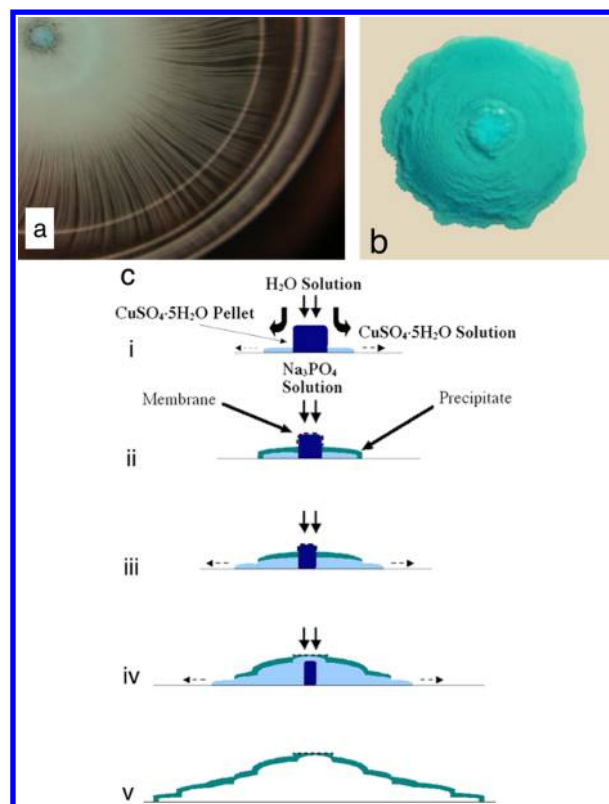 a
b
c
H₂O Solution
CuSO₄·5H₂O Pellet
CuSO₄·5H₂O Solution
i
Na₃PO₄
Solution
Membrane
Precipitate
ii
iii
iv
v